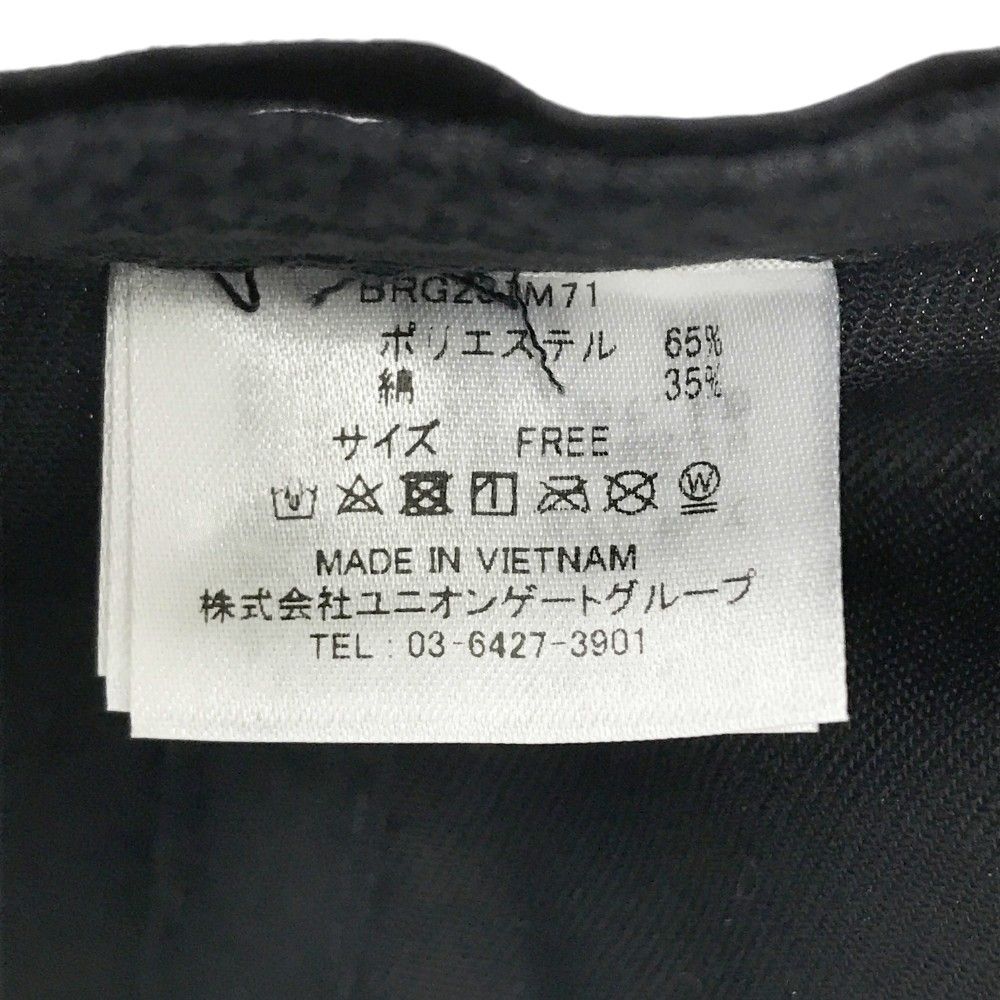 BRG231M71
ポリエステル 65%
綿 35%
サイズ FREE
MADE IN VIETNAM
株式会社ユニオンゲートグループ
TEL : 03-6427-3901